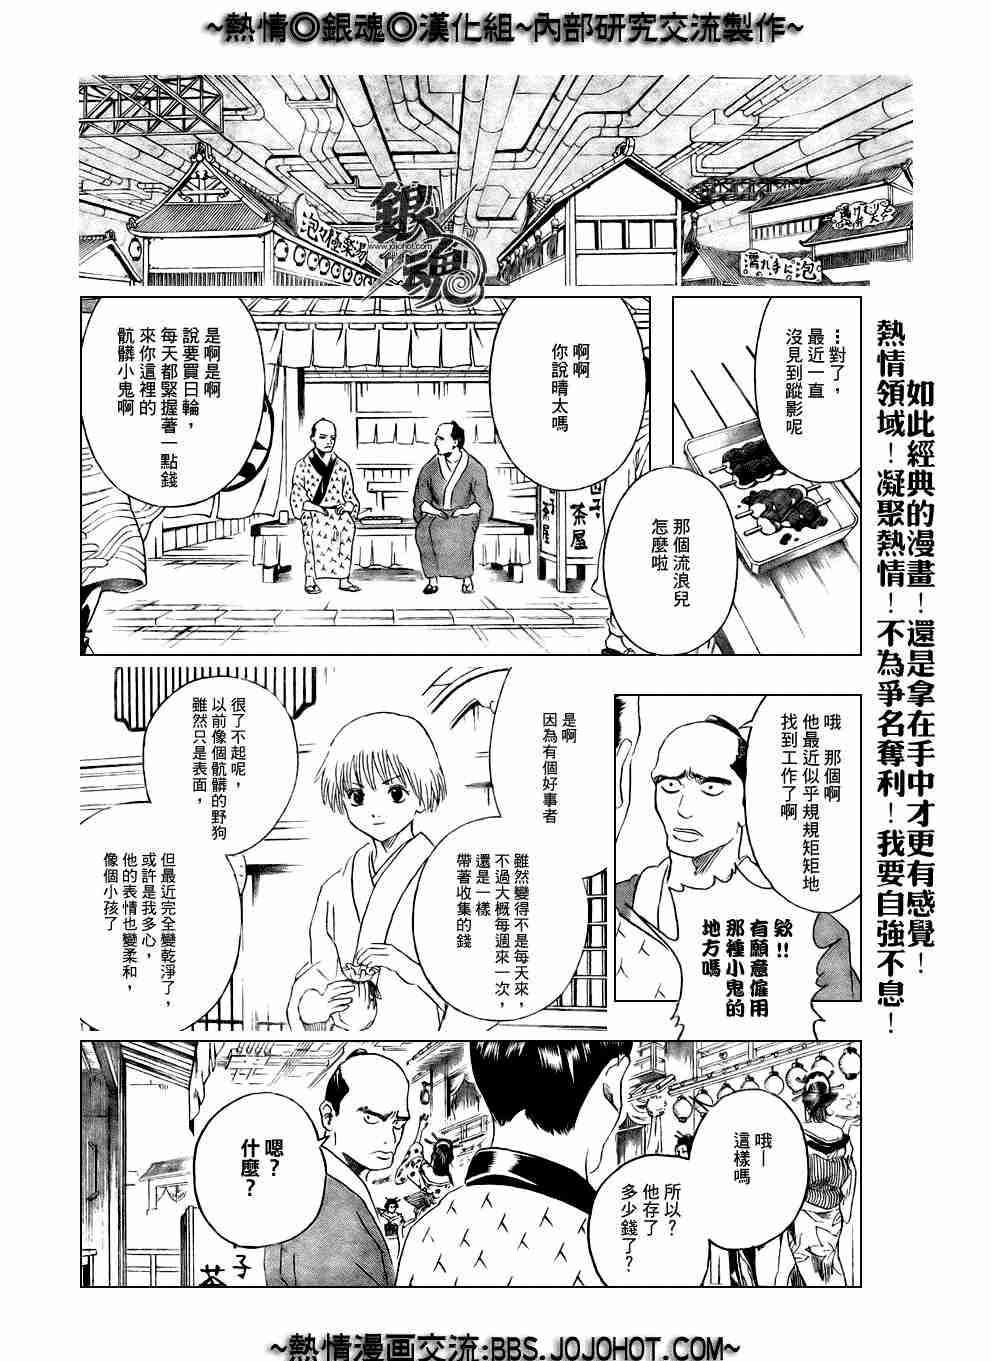 ~熱情◎銀魂◎漢化組~內部研究交流製作~
銀魂
www.jojohot.com
泡
…對了，
最近一直
沒見到蹤影呢
啊啊
你說晴太嗎
那個流浪兒
怎麼啦
是啊是啊
說要買日輪，
每天都緊握著一點錢
來你這裡的
骯髒小鬼啊
茶屋
子
哦 那個啊
他最近似乎規規矩矩地
找到工作了啊
欸!!
有願意僱用
那種小鬼的
地方嗎
是啊
因為有個好事者
雖然變得不是每天來，
不過大概每週來一次，
還是一樣
帶著收集的錢
很了不起呢，
以前像個骯髒的野狗
雖然只是表面，
但最近完全變乾淨了，
或許是我多心，
他的表情也變柔和，
像個小孩了
哦—
這樣嗎
所以?
他存了
多少錢了?
嗯?
什麼?
子
茶
如此經典的漫畫！還是拿在手中才更有感覺！
熱情領域！凝聚熱情！不為爭名奪利！我要自強不息！
~熱情漫画交流:BBS.JOJOHOT.COM~